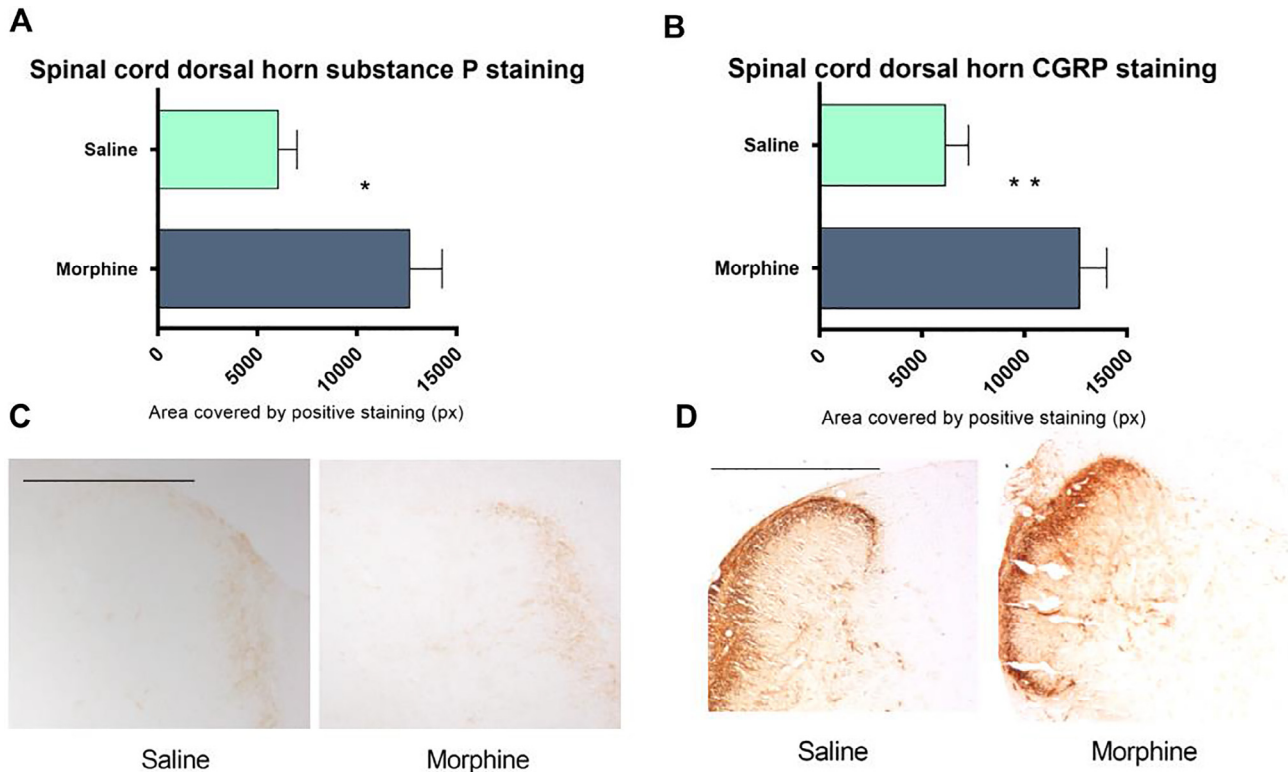 A
Spinal cord dorsal horn substance P staining
Saline
*
Morphine
0
5000
10000
15000
Area covered by positive staining (px)
B
Spinal cord dorsal horn CGRP staining
Saline
* *
Morphine
0
5000
10000
15000
Area covered by positive staining (px)
C
Saline
Morphine
D
Saline
Morphine